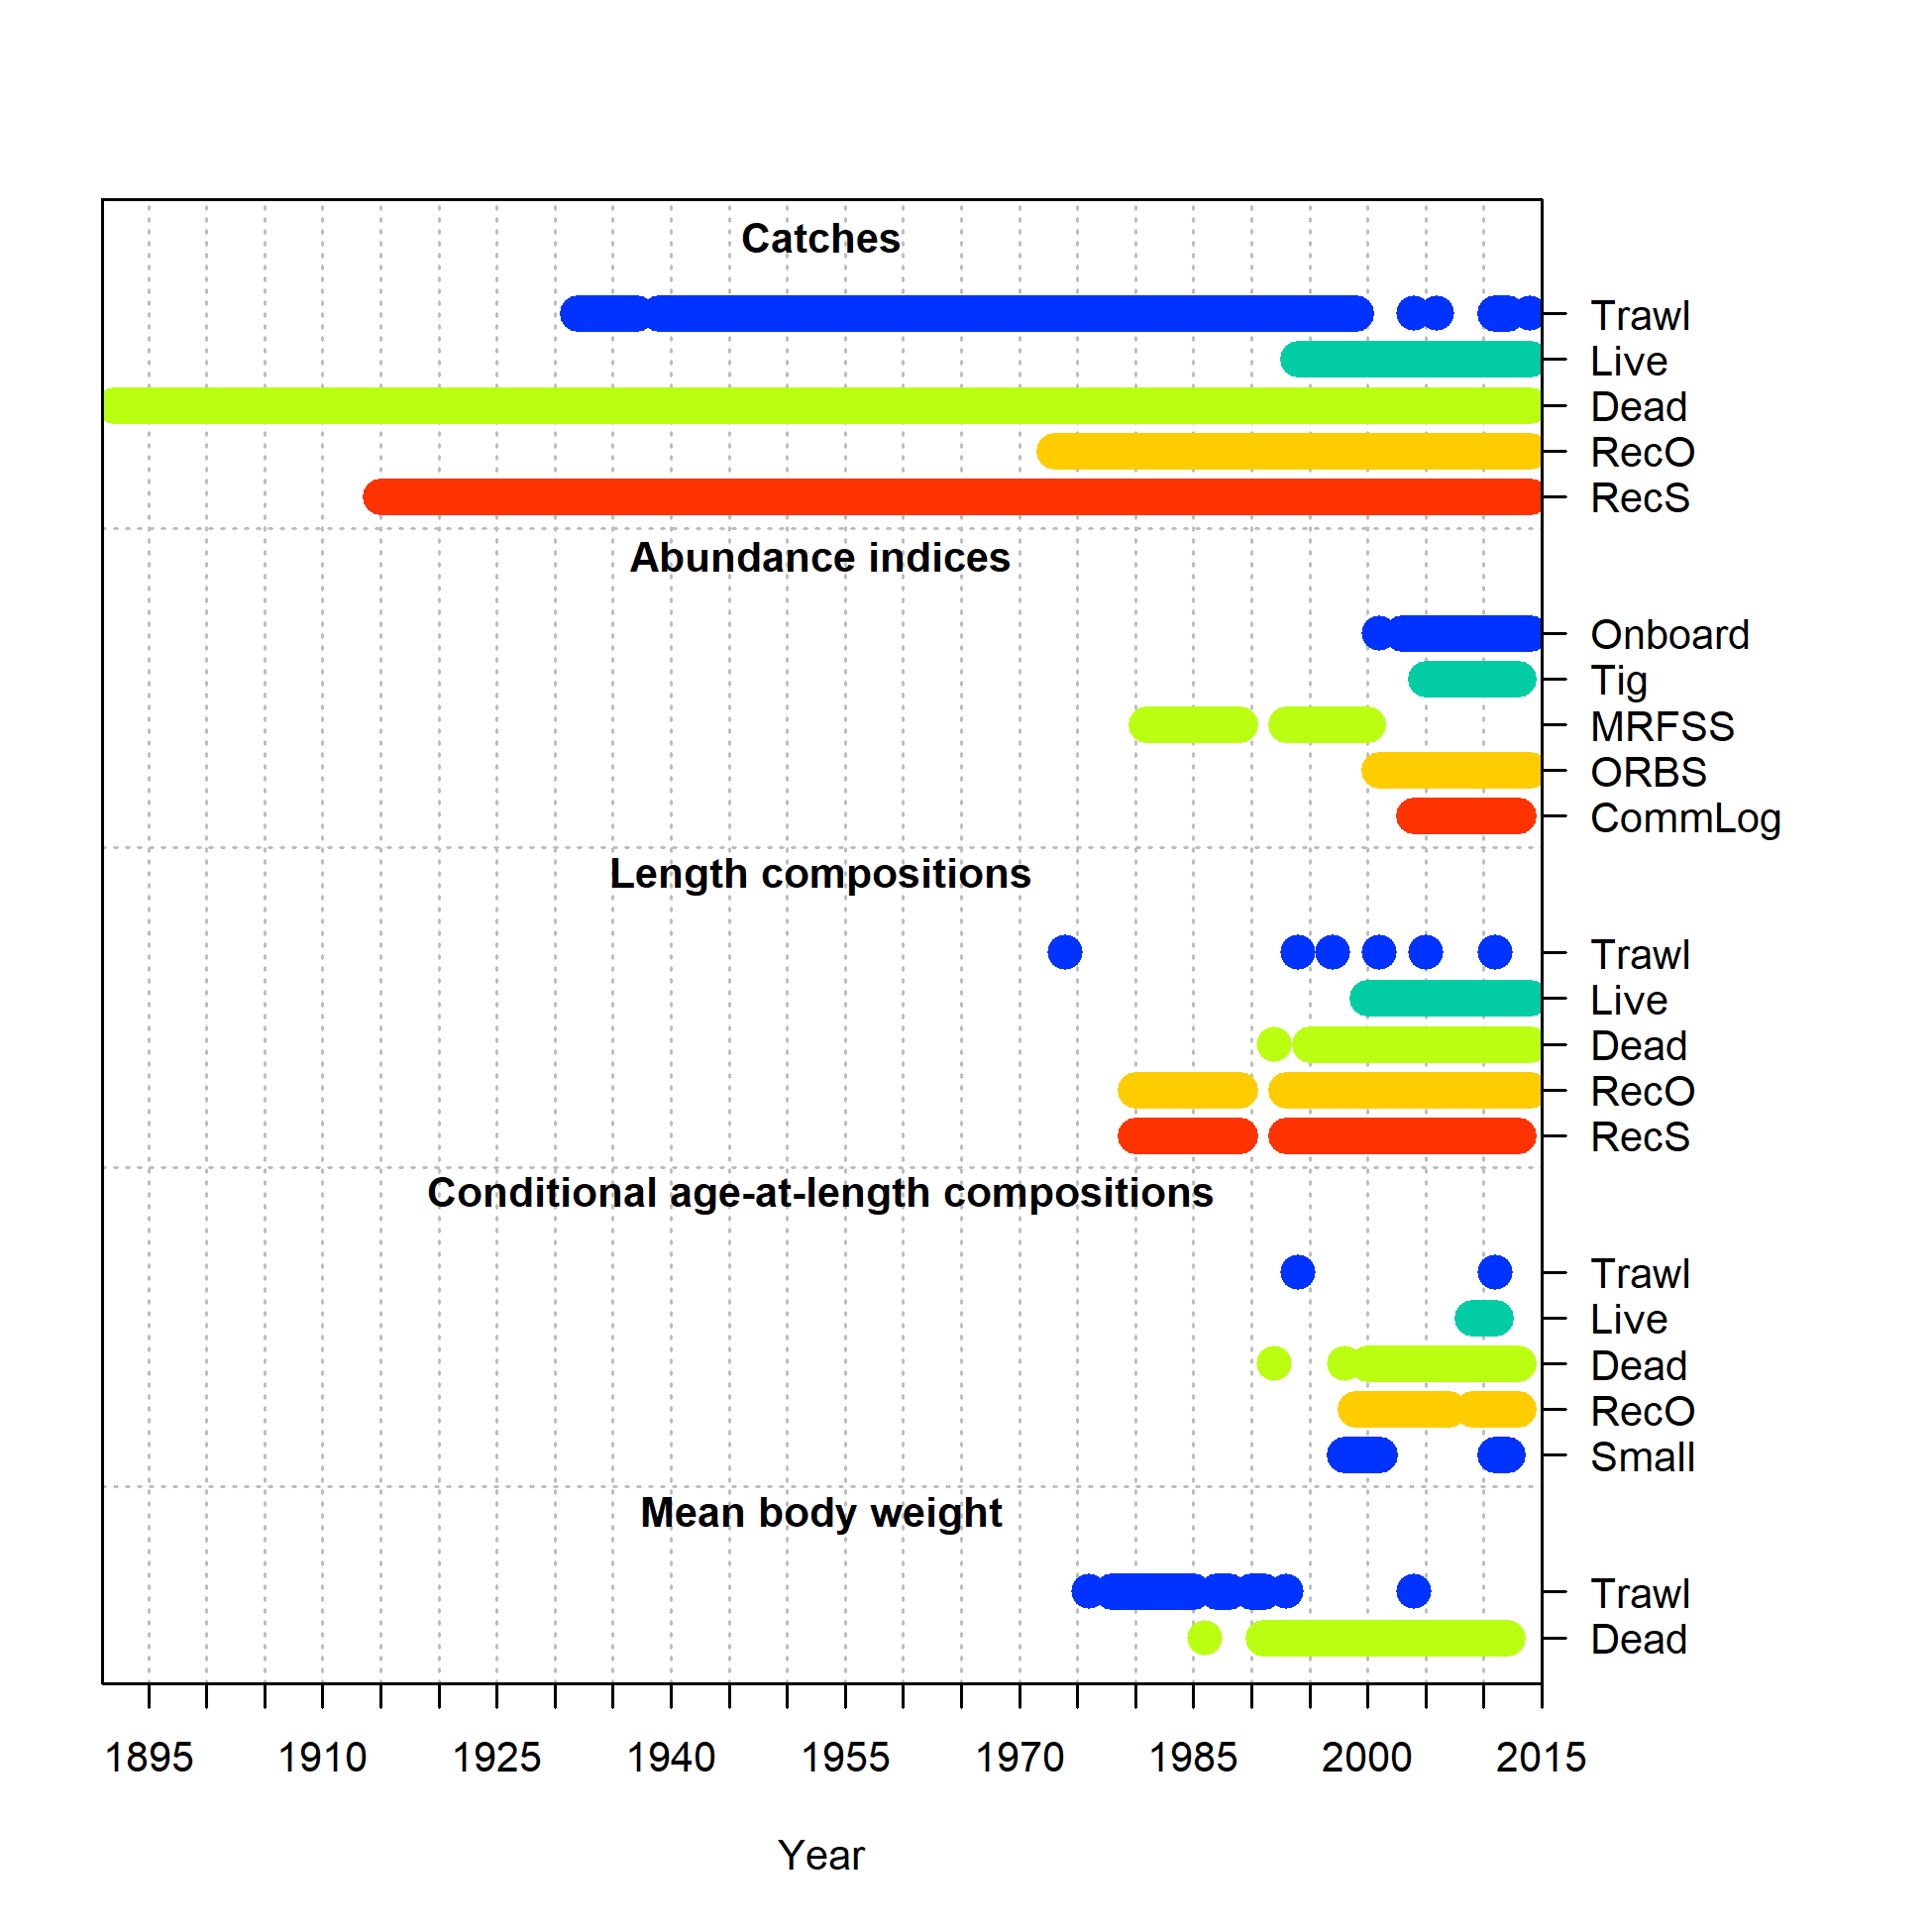 Catches
Trawl
Live
Dead
RecO
RecS
Abundance indices
Onboard
Tig
MRFSS
ORBS
CommLog
Length compositions
Trawl
Live
Dead
RecO
RecS
Conditional age-at-length compositions
Trawl
Live
Dead
RecO
Small
Mean body weight
Trawl
Dead
1895 1910 1925 1940 1955 1970 1985 2000 2015
Year